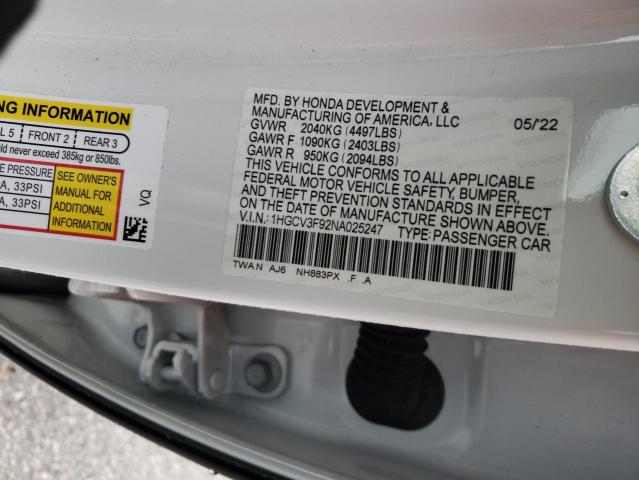 NG INFORMATION
L 5 FRONT 2 REAR 3
uld never exceed 385kg or 850lbs.
E PRESSURE
A, 33PSI
A, 33PSI
SEE OWNER'S
MANUAL FOR
ADDITIONAL
INFORMATION
VQ
MFD. BY HONDA DEVELOPMENT &
MANUFACTURING OF AMERICA, LLC 05/'22
GVWR 2040KG (4497LBS)
GAWR F 1090KG (2403LBS)
GAWR R 950KG (2094LBS)
THIS VEHICLE CONFORMS TO ALL APPLICABLE
FEDERAL MOTOR VEHICLE SAFETY, BUMPER,
AND THEFT PREVENTION STANDARDS IN EFFECT
ON THE DATE OF MANUFACTURE SHOWN ABOVE.
V.I.N.: 1HGCV3F92NA025247 TYPE: PASSENGER CAR
TWA N AJ6 NH883PX .F .A